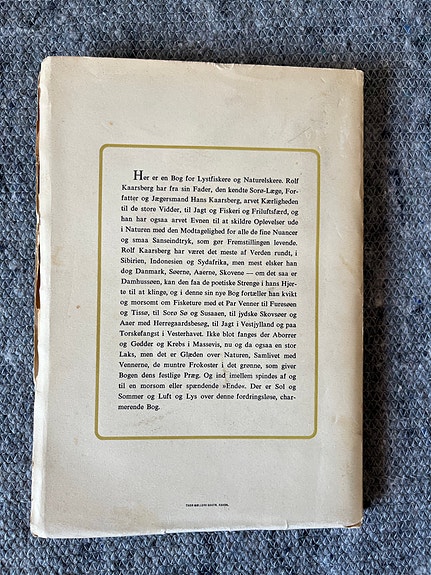 Her er en Bog for Lystfiskere og Naturelskere. Rolf
Kaarsberg har fra sin Fader, den kendte Sorø-Læge, For-
fatter og Jægersmand Hans Kaarsberg, arvet Kærligheden
til de store Vidder, til Jagt og Fiskeri og Friluftsfærd, og
han har ogsaa arvet Evnen til at skildre Oplevelser ude
i Naturen med den Modtagelighed for alle de fine Nuancer
og smaa Sanseindtryk, som gør Fremstillingen levende.
Rolf Kaarsberg har været det meste af Verden rundt, i
Sibirien, Indonesien og Sydafrika, men mest elsker han
dog Danmark, Søerne, Aaerne, Skovene — om det saa er
Damhussøen, kan den faa de poetiske Strenge i hans Hjer-
te til at klinge, og i denne sin nye Bog fortæller han kvikt
og morsomt om Fisketure med et Par Venner til Furesøen
og Tissø, til Sorø Sø og Susaaen, til jydske Skovsøer og
Aaer med Herregaardsbesøg, til Jagt i Vestjylland og paa
Torskefangst i Vesterhavet. Ikke blot fanges der Aborrer
og Gedder og Krebs i Massevis, nu og da ogsaa en stor
Laks, men det er Glæden over Naturen, Samlivet med
Vennerne, de muntre Frokoster i det grønne, som giver
Bogen dens festlige Præg. Og ind imellem spindes af og
til en morsom eller spændende »Ende«. Der er Sol og
Sommer og Luft og Lys over denne fordringsløse, char-
merende Bog.